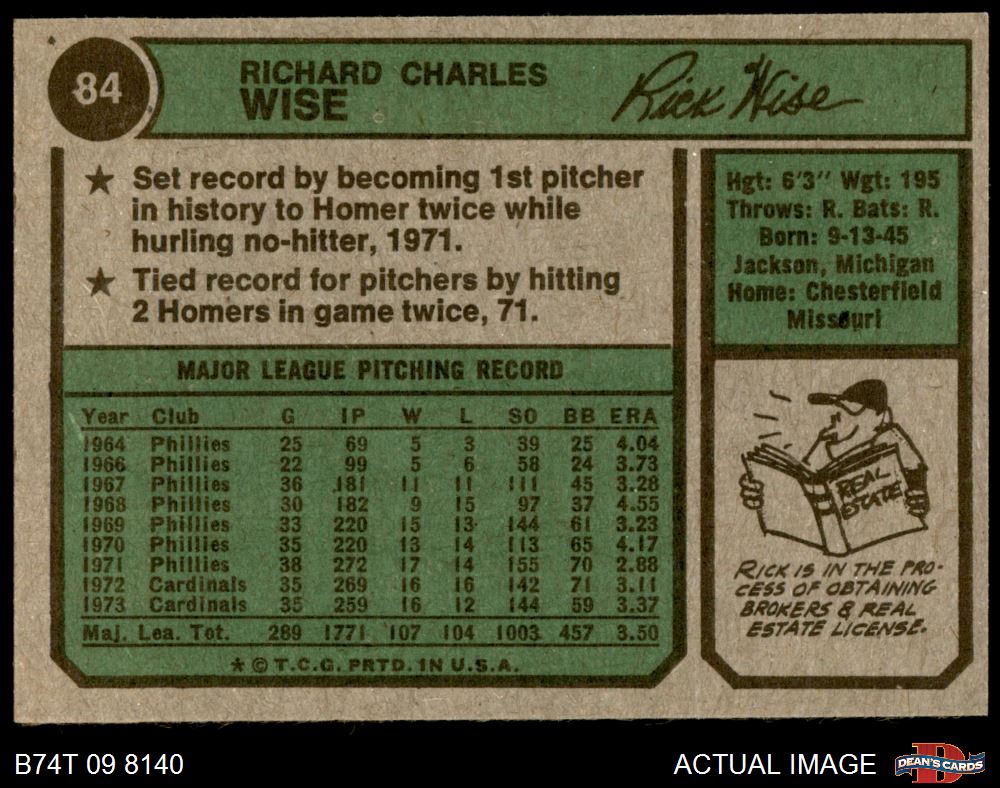 84
RICHARD CHARLES
WISE
Rick Wise
★ Set record by becoming 1st pitcher
in history to Homer twice while
hurling no-hitter, 1971.
★ Tied record for pitchers by hitting
2 Homers in game twice, 71.
Hgt: 6'3" Wgt: 195
Throws: R. Bats: R.
Born: 9-13-45
Jackson, Michigan
Home: Chesterfield
Missouri
MAJOR LEAGUE PITCHING RECORD
Year Club G IP W L SO BB ERA
1964 Phillies 25 69 5 3 39 25 4.04
1966 Phillies 22 99 5 6 58 24 3.73
1967 Phillies 36 181 11 11 111 45 3.28
1968 Phillies 30 182 9 15 97 37 4.55
1969 Phillies 33 220 15 13 144 61 3.23
1970 Phillies 35 220 13 14 113 65 4.17
1971 Phillies 38 272 17 14 155 70 2.88
1972 Cardinals 35 269 16 16 142 71 3.11
1973 Cardinals 35 259 16 12 144 59 3.37
Maj. Lea. Tot. 289 1771 107 104 1003 457 3.50
★ © T.C.G. PRTD. IN U.S.A.
REAL
ESTATE
RICK IS IN THE PRO-
CESS OF OBTAINING
BROKERS & REAL
ESTATE LICENSE.
B74T 09 8140
ACTUAL IMAGE
D
DEAN'S CARDS